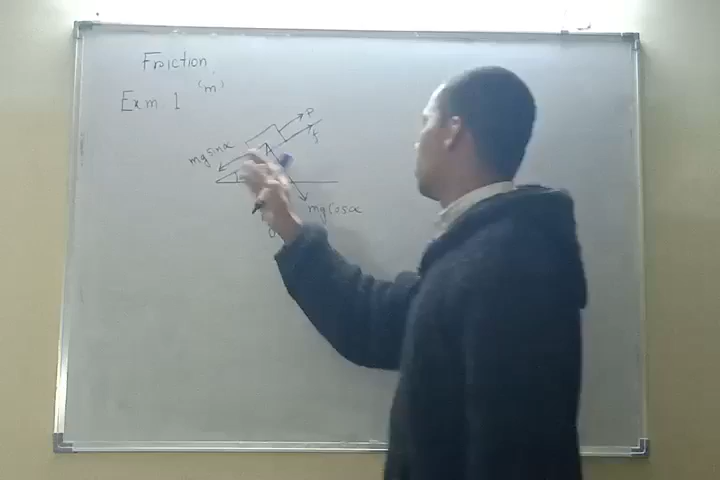 Friction
(m)
Exm. 1
P
f
mg sinα
mg cosα